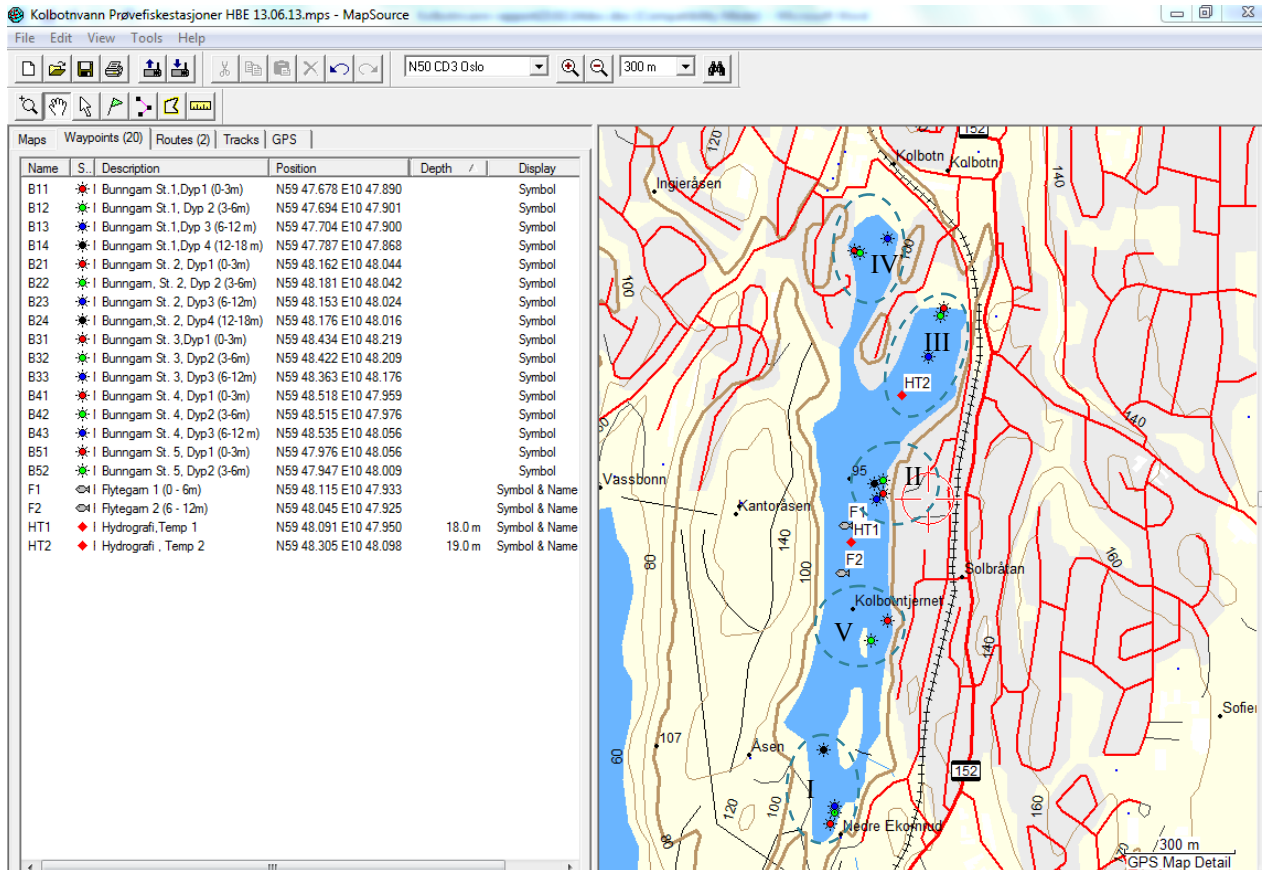 Kolbotnvann Prøvefiskestasjoner HBE 13.06.13.mps - MapSource
File Edit View Tools Help
N50 CD3 Oslo 300 m
Maps Waypoints (20) Routes (2) Tracks GPS
Name S... Description Position Depth / Display
B11 I Bunngarn St.1,Dyp1 (0-3m) N59 47.678 E10 47.890 Symbol
B12 I Bunngarn St.1, Dyp 2 (3-6m) N59 47.694 E10 47.901 Symbol
B13 I Bunngarn St.1,Dyp 3 (6-12 m) N59 47.704 E10 47.900 Symbol
B14 I Bunngarn St.1,Dyp 4 (12-18 m) N59 47.787 E10 47.868 Symbol
B21 I Bunngarn St. 2, Dyp1 (0-3m) N59 48.162 E10 48.044 Symbol
B22 I Bunngarn, St. 2, Dyp 2 (3-6m) N59 48.181 E10 48.042 Symbol
B23 I Bunngarn St. 2, Dyp3 (6-12m) N59 48.153 E10 48.024 Symbol
B24 I Bunngarn,St. 2, Dyp4 (12-18m) N59 48.176 E10 48.016 Symbol
B31 I Bunngarn St. 3,Dyp1 (0-3m) N59 48.434 E10 48.219 Symbol
B32 I Bunngarn St. 3, Dyp2 (3-6m) N59 48.422 E10 48.209 Symbol
B33 I Bunngarn St. 3, Dyp3 (6-12m) N59 48.363 E10 48.176 Symbol
B41 I Bunngarn St. 4, Dyp1 (0-3m) N59 48.518 E10 47.959 Symbol
B42 I Bunngarn St. 4, Dyp2 (3-6m) N59 48.515 E10 47.976 Symbol
B43 I Bunngarn St. 4, Dyp3 (6-12 m) N59 48.535 E10 48.056 Symbol
B51 I Bunngarn St. 5, Dyp1 (0-3m) N59 47.976 E10 48.056 Symbol
B52 I Bunngarn St. 5, Dyp2 (3-6m) N59 47.947 E10 48.009 Symbol
F1 I Flytegarn 1 (0 - 6m) N59 48.115 E10 47.933 Symbol & Name
F2 I Flytegarn 2 (6 - 12m) N59 48.045 E10 47.925 Symbol & Name
HT1 I Hydrografi,Temp 1 N59 48.091 E10 47.950 18.0 m Symbol & Name
HT2 I Hydrografi , Temp 2 N59 48.305 E10 48.098 19.0 m Symbol & Name
152
120
Kolbotn Kolbotn
140
Ingieråsen
100
IV
100
III
HT2
140
60
95
II
Vassbonn
Kantoråsen
F1
HT1
140
80
100
F2
160
Solbråtan
Kolbotntjernet
V
140
Sofie
107
Åsen
60
152
I
120
100
160
Nedre Ekornrud
80
300 m
GPS Map Detail